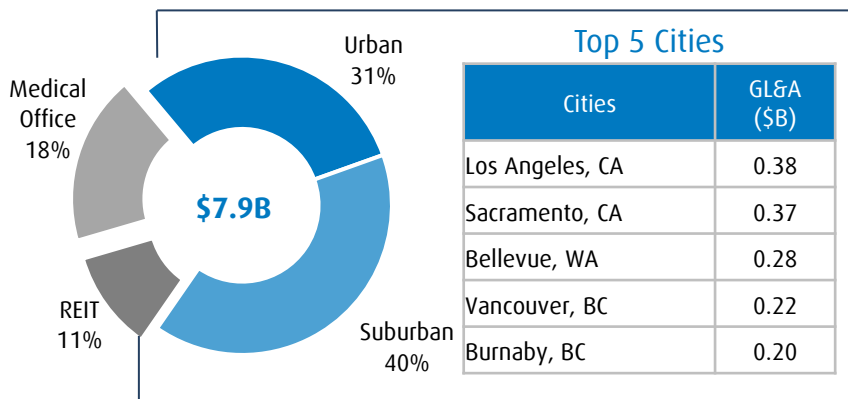 Urban
31%
Medical
Office
18%
$7.9B
REIT
11%
Suburban
40%
Top 5 Cities
Cities
GL&A
($B)
Los Angeles, CA 0.38
Sacramento, CA 0.37
Bellevue, WA 0.28
Vancouver, BC 0.22
Burnaby, BC 0.20